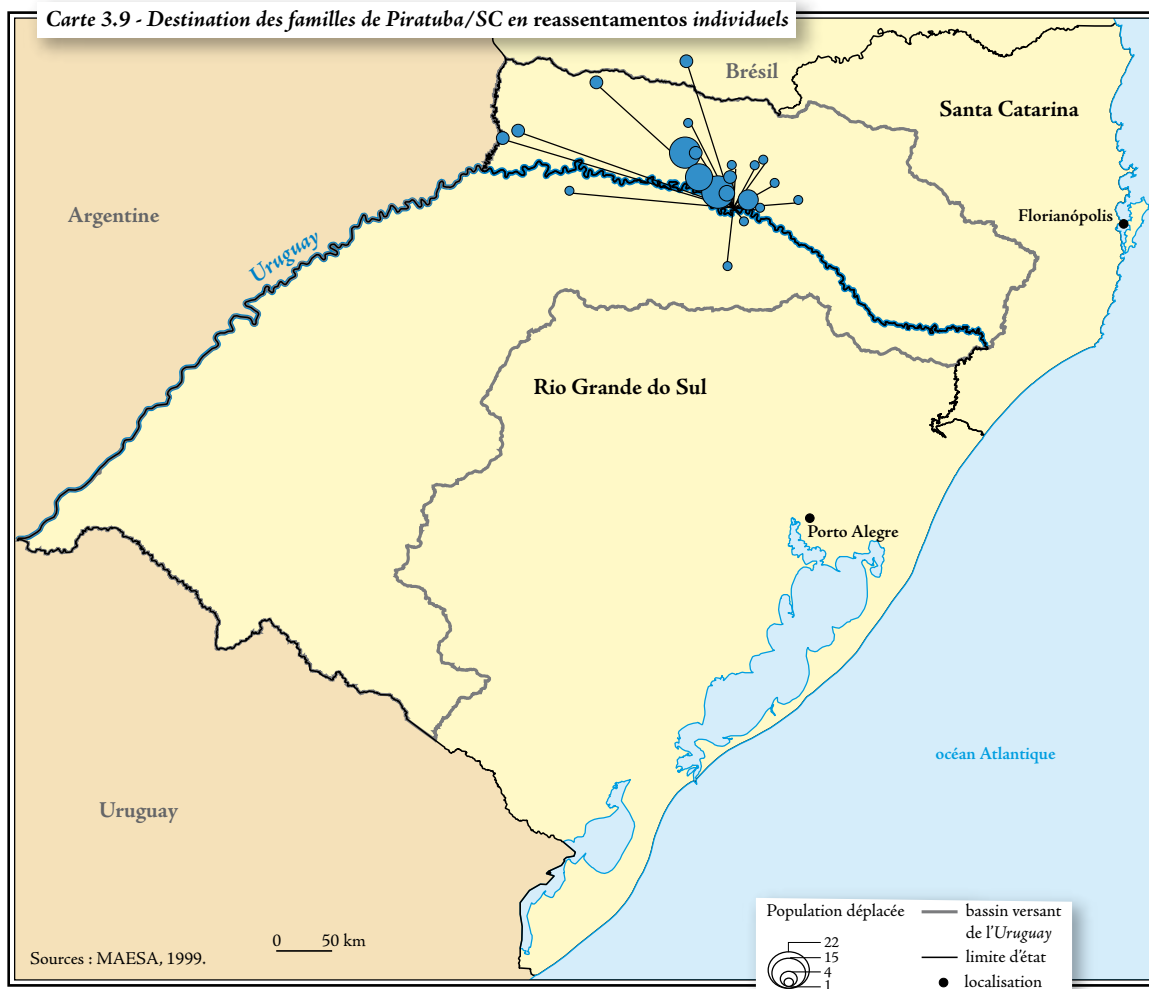 Carte 3.9 - Destination des familles de Piratuba/SC en reassentamentos individuels
Brésil
Santa Catarina
Argentine
Florianópolis
Uruguay
Rio Grande do Sul
Porto Alegre
océan Atlantique
Uruguay
0 50 km
Sources : MAESA, 1999.
Population déplacée
22
15
4
1
bassin versant
de l'Uruguay
limite d'état
localisation